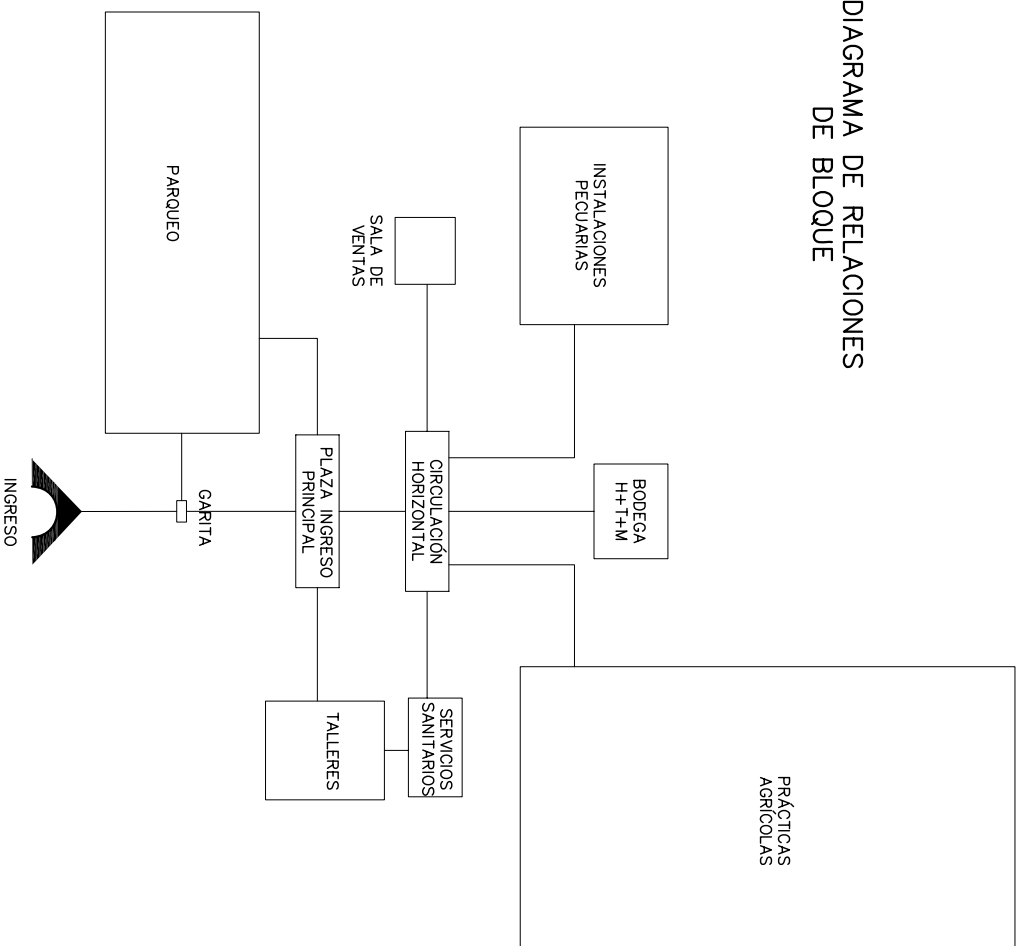 DIAGRAMA DE RELACIONES
DE BLOQUE
PRÁCTICAS
AGRÍCOLAS
BODEGA
H+T+M
INSTALACIONES
PECUARIAS
SERVICIOS
SANITARIOS
CIRCULACIÓN
HORIZONTAL
SALA DE
VENTAS
TALLERES
PLAZA INGRESO
PRINCIPAL
GARITA
PARQUEO
INGRESO